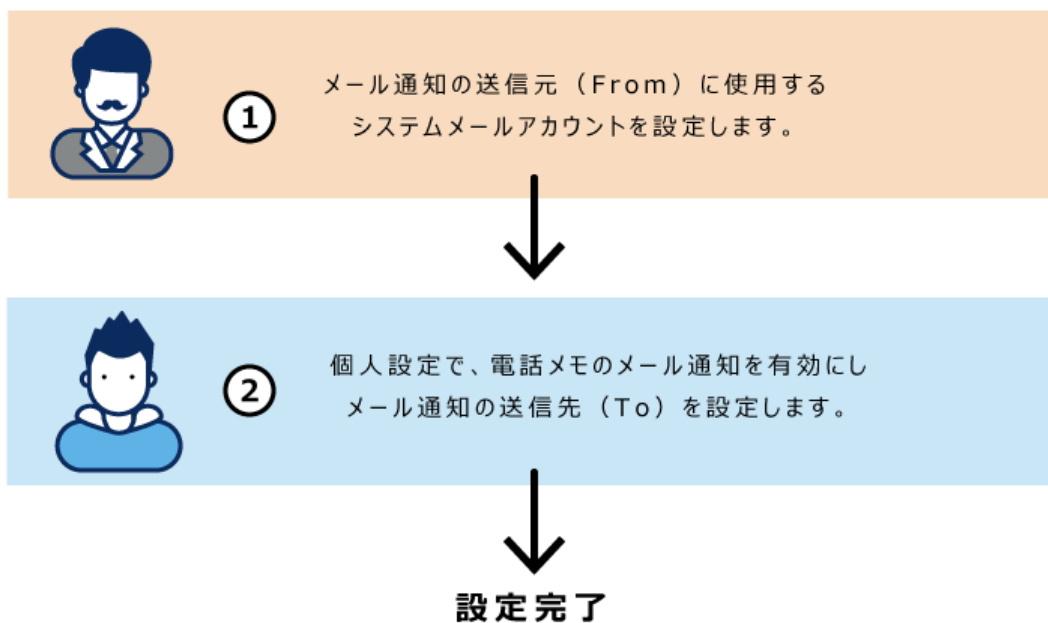 ①
メール通知の送信元（From）に使用する
システムメールアカウントを設定します。
②
個人設定で、電話メモのメール通知を有効にし
メール通知の送信先（To）を設定します。
設定完了